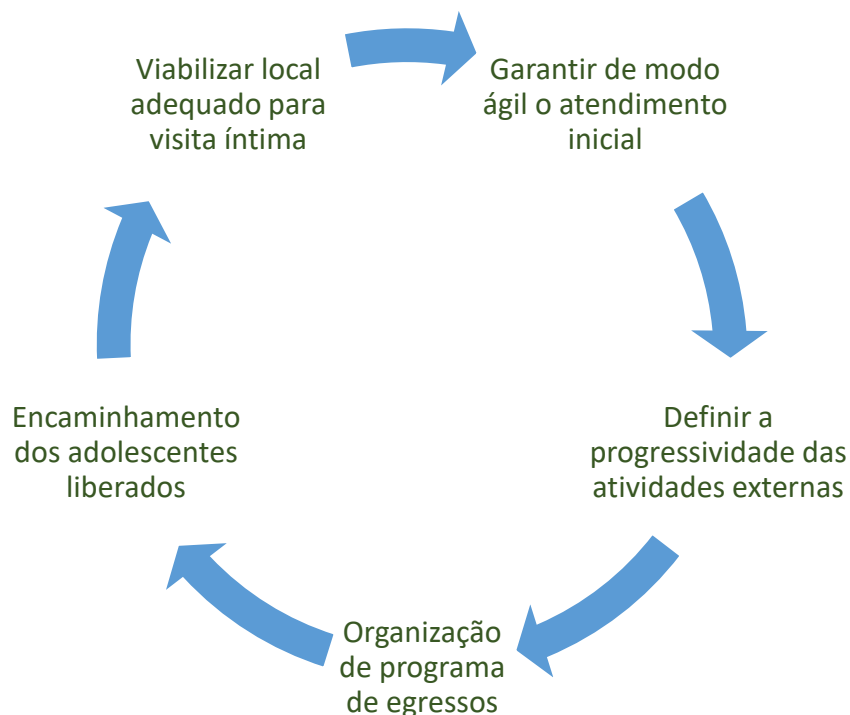 Viabilizar local
adequado para
visita íntima
Garantir de modo
ágil o atendimento
inicial
Definir a
progressividade das
atividades externas
Organização
de programa
de egressos
Encaminhamento
dos adolescentes
liberados